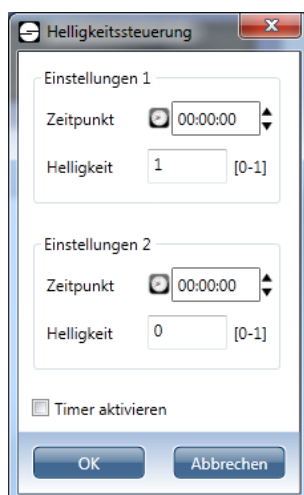 Helligkeitssteuerung
Einstellungen 1
Zeitpunkt 00:00:00
Helligkeit 1 [0-1]
Einstellungen 2
Zeitpunkt 00:00:00
Helligkeit 0 [0-1]
Timer aktivieren
OK Abbrechen